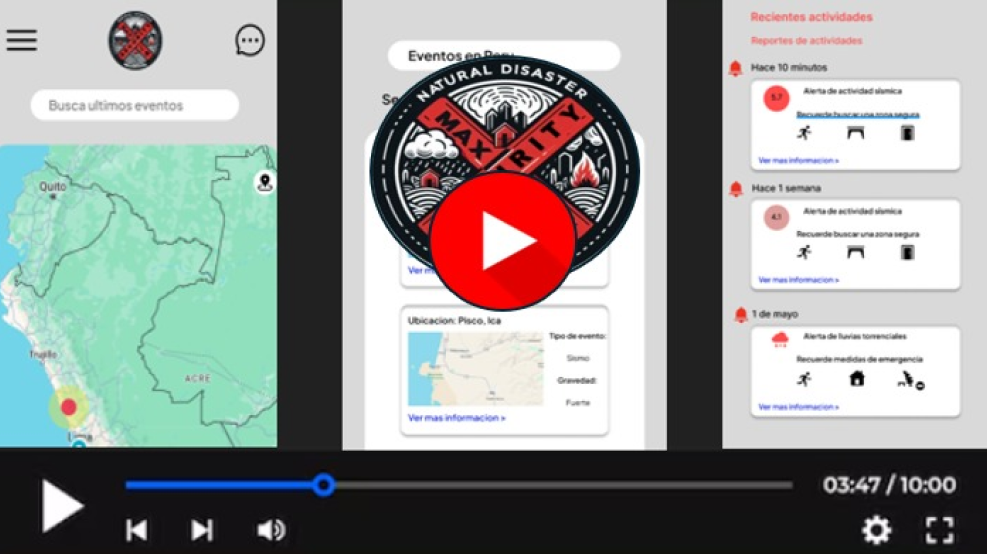 Busca ultimos eventos
Quito
Trujillo
ACRE
Lima
Eventos en Peru
Se
NATURAL DISASTER
MAX RITY
Ver m
Ubicacion: Pisco, Ica
Tipo de evento:
Sismo
Gravedad:
Fuerte
Ver mas informacion >
Recientes actividades
Reportes de actividades
Hace 10 minutos
5.7
Alerta de actividad sismica
Recuerde buscar una zona segura
Ver mas informacion >
Hace 1 semana
4.1
Alerta de actividad sismica
Recuerde buscar una zona segura
Ver mas informacion >
1 de mayo
Alerta de lluvias torrenciales
Recuerde medidas de emergencia
Ver mas informacion >
03:47 / 10:00